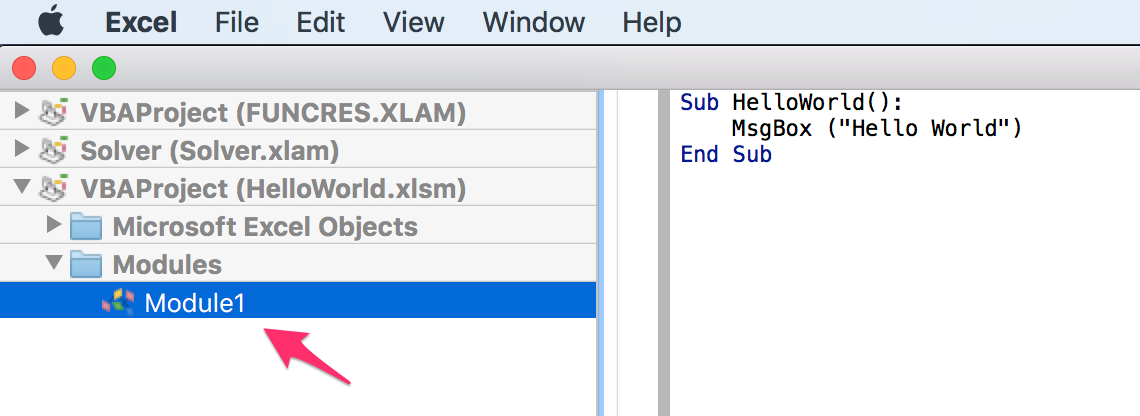 Excel File Edit View Window Help
VBAProject (FUNCRES.XLAM)
Solver (Solver.xlam)
VBAProject (HelloWorld.xlsm)
Microsoft Excel Objects
Modules
Module1
Sub HelloWorld():
MsgBox ("Hello World")
End Sub